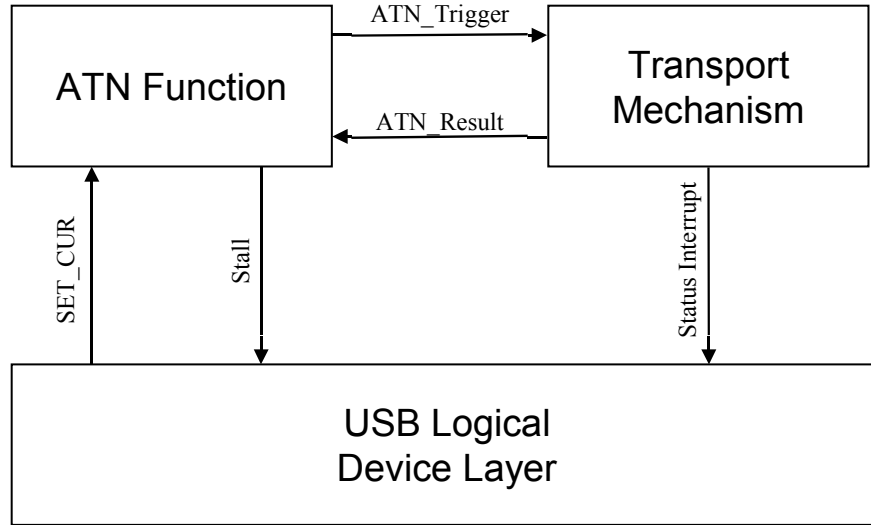 ATN_Trigger
ATN Function
Transport
Mechanism
ATN_Result
SET_CUR
Stall
Status Interrupt
USB Logical
Device Layer